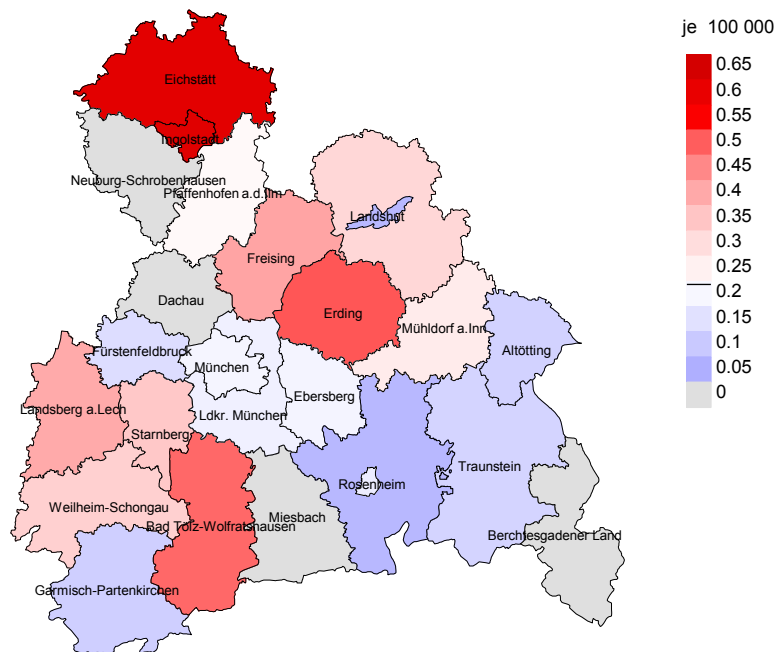 je 100 000
0.65
0.6
0.55
0.5
0.45
0.4
0.35
0.3
0.25
0.2
0.15
0.1
0.05
0
Eichstätt
Ingolstadt
Neuburg-Schrobenhausen
Pfaffenhofen a.d.Ilm
Landshut
Freising
Dachau
Erding
Mühldorf a.Inn
Fürstenfeldbruck
Altötting
München
Ebersberg
Landsberg a.Lech
Ldkr. München
Starnberg
Traunstein
Rosenheim
Weilheim-Schongau
Miesbach
Bad Tölz-Wolfratshausen
Berchtesgadener Land
Garmisch-Partenkirchen